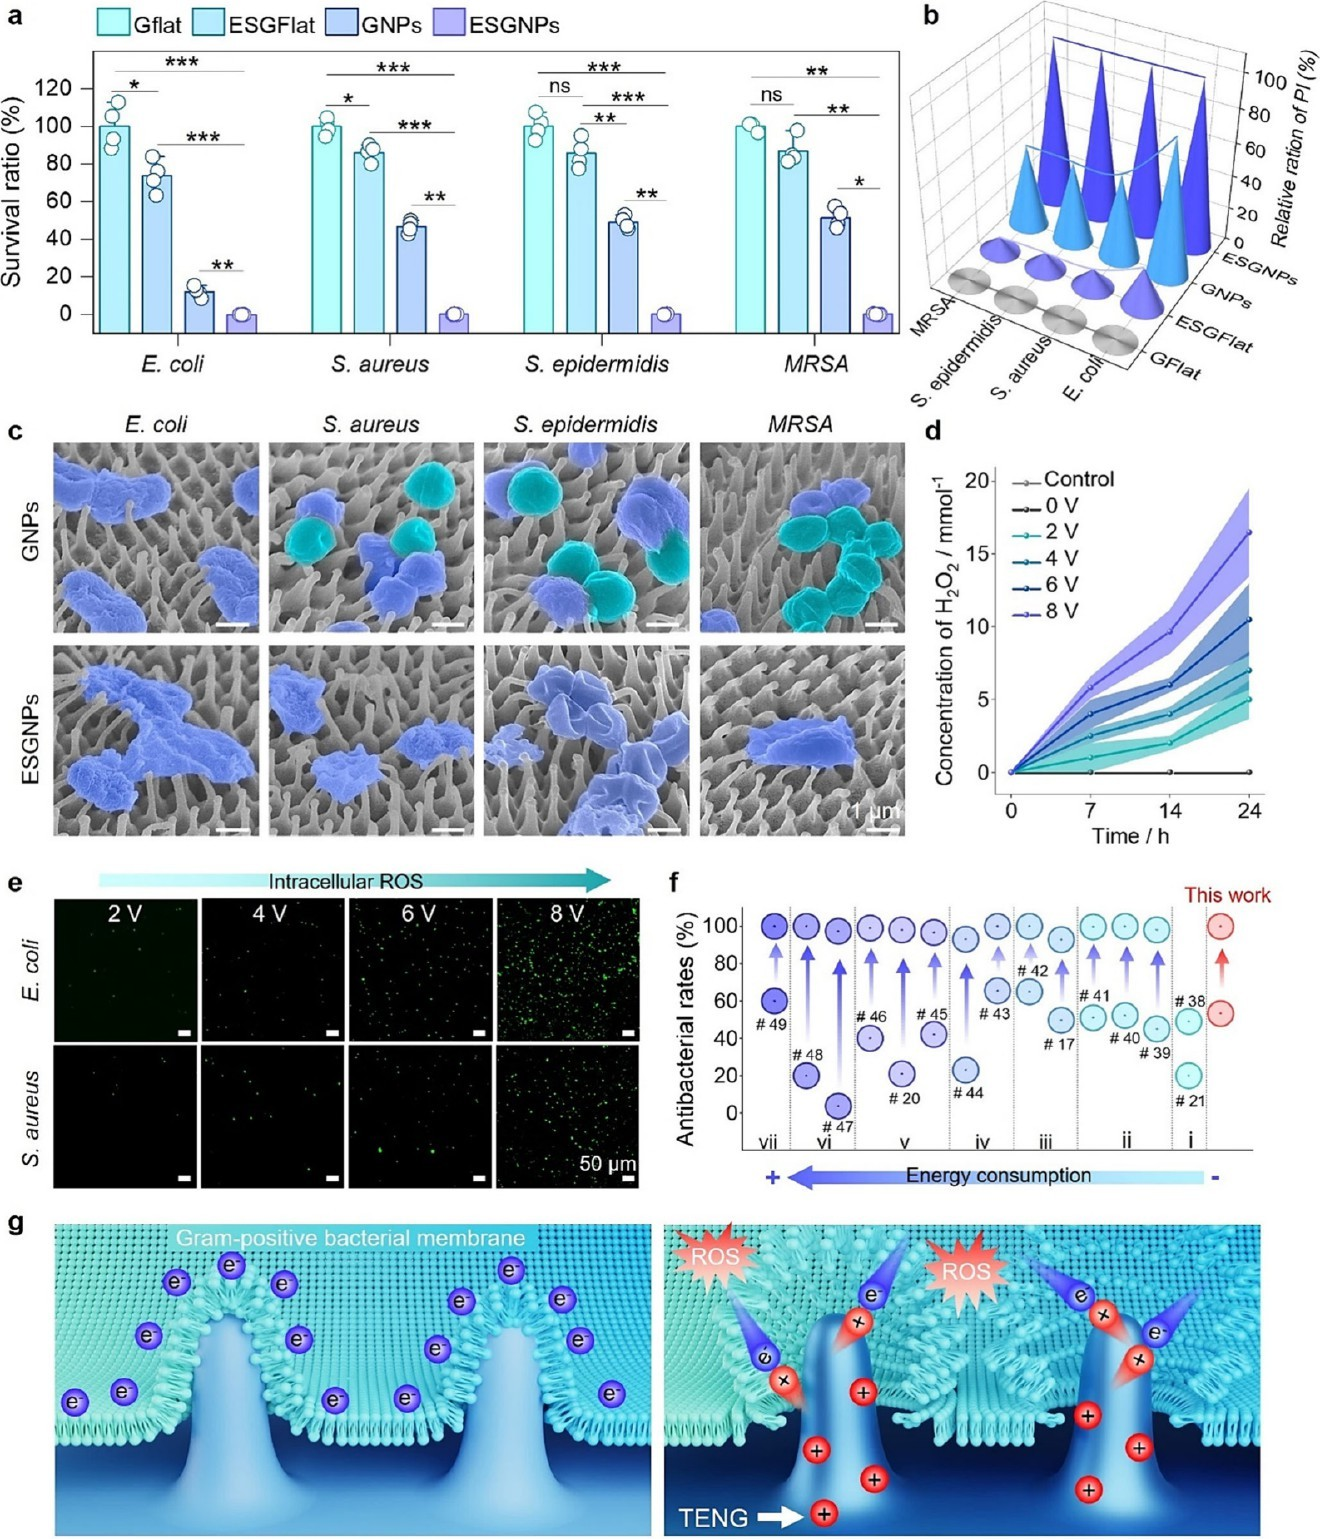 a
Gflat ESGFlat GNPs ESGNPs
Survival ratio (%)
120
100
80
60
40
20
0
*** * *** **
*** * *** **
*** ns *** ** **
** ns ** *
E. coli S. aureus S. epidermidis MRSA
b
Relative ration of PI (%)
100
80
60
40
20
0
ESGNPs
GNPs
ESGFlat
GFlat
MRSA
S. epidermidis
S. aureus
E. coli
c
E. coli S. aureus S. epidermidis MRSA
GNPs
ESGNPs
1 μm
d
Concentration of H2O2 / mmol-1
20
15
10
5
0
Control
0 V
2 V
4 V
6 V
8 V
0 7 14 24
Time / h
e
Intracellular ROS
2 V 4 V 6 V 8 V
E. coli
S. aureus
50 μm
f
This work
Antibacterial rates (%)
100
80
60
40
20
0
# 49
# 48
# 47
# 46
# 20
# 45
# 44
# 43
# 42
# 17
# 41
# 40
# 39
# 38
# 21
vii vi v iv iii ii i
+ Energy consumption -
g
Gram-positive bacterial membrane
e- e- e- e- e- e- e- e- e- e- e- e- e- e-
ROS ROS
e- e- e- e-
+ + + + + + + + + + + +
TENG